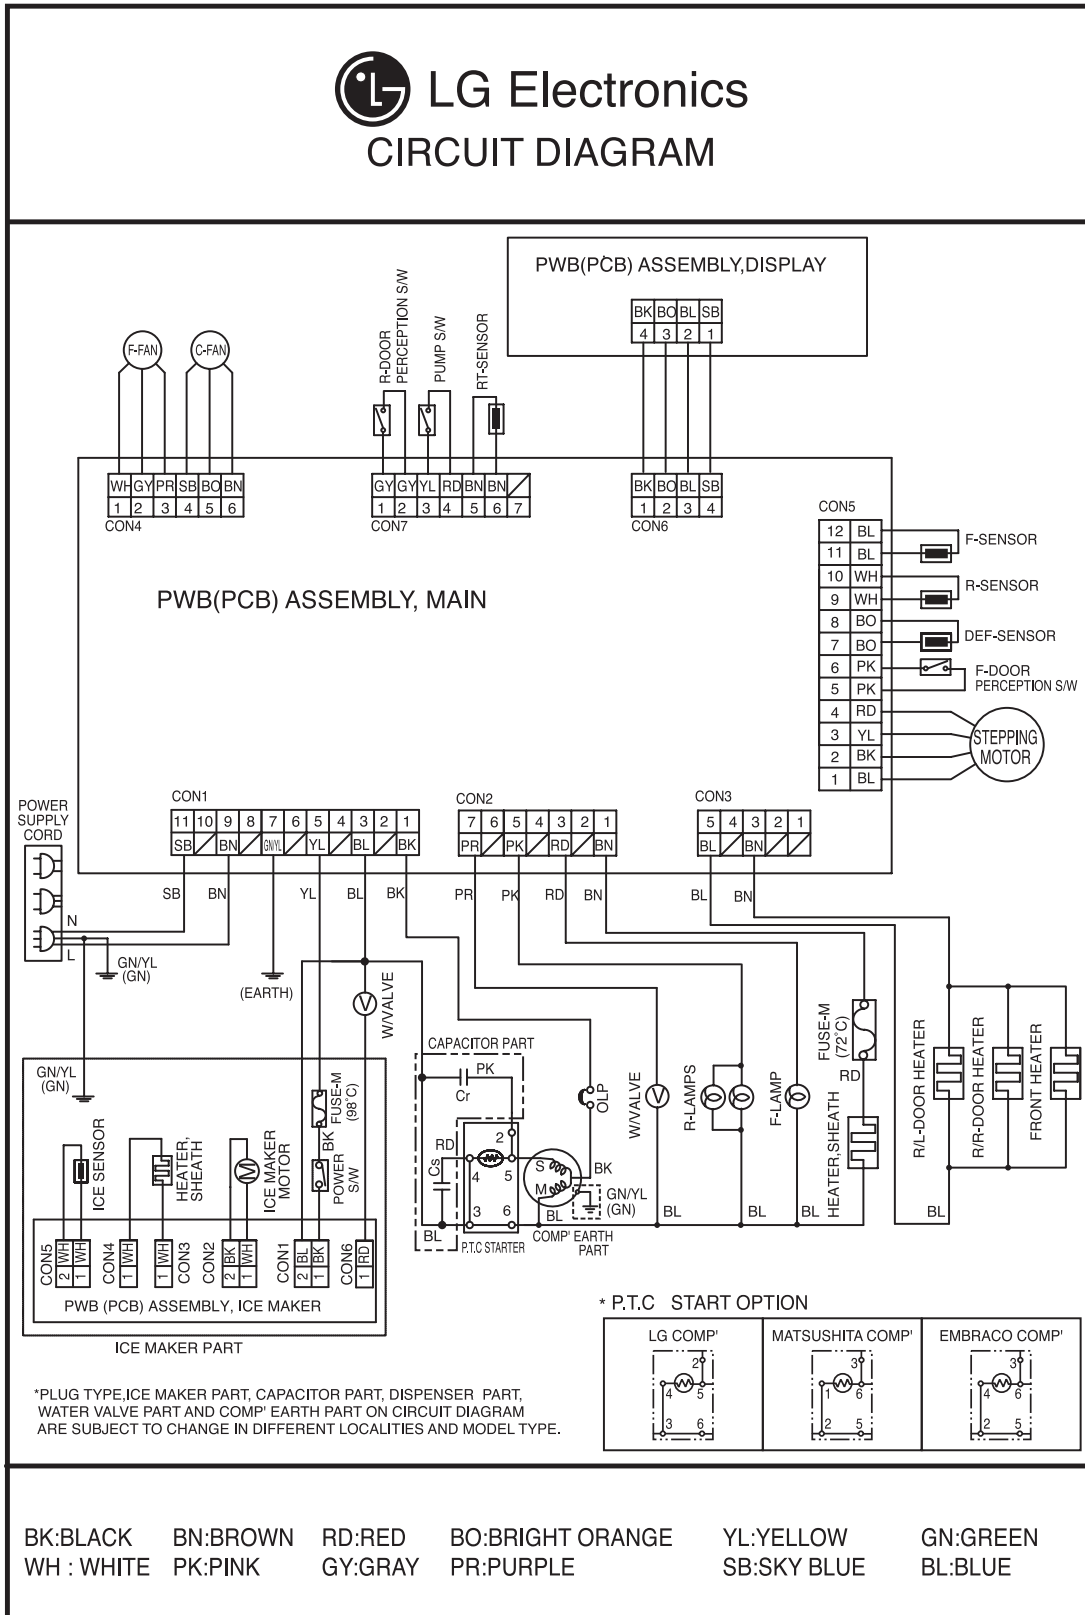 LG Electronics
CIRCUIT DIAGRAM
PWB(PCB) ASSEMBLY,DISPLAY
BK BO BL SB
4 3 2 1
F-FAN
C-FAN
R-DOOR
PERCEPTION S/W
PUMP S/W
RT-SENSOR
WH GY PR SB BO BN
1 2 3 4 5 6
CON4
GY GY YL RD BN BN
1 2 3 4 5 6 7
CON7
BK BO BL SB
1 2 3 4
CON6
CON5
12 BL
11 BL
10 WH
9 WH
8 BO
7 BO
6 PK
5 PK
4 RD
3 YL
2 BK
1 BL
F-SENSOR
R-SENSOR
DEF-SENSOR
F-DOOR
PERCEPTION S/W
STEPPING
MOTOR
PWB(PCB) ASSEMBLY, MAIN
POWER
SUPPLY
CORD
CON1
11 10 9 8 7 6 5 4 3 2 1
SB BN GN/YL YL BL BK
CON2
7 6 5 4 3 2 1
PR PK RD BN
CON3
5 4 3 2 1
BL BN
SB BN YL BL BK PR PK RD BN BL BN
N
L
GN/YL
(GN)
(EARTH)
V
W/VALVE
GN/YL
(GN)
CAPACITOR PART
PK
Cr
FUSE-M
(98°C)
BK
POWER
S/W
ICE SENSOR
HEATER,
SHEATH
M
ICE MAKER
MOTOR
RD
Cs
2
4 5
3 6
BL
P.T.C STARTER
S
M
BL
OLP
BK
GN/YL
(GN)
COMP' EARTH
PART
V
W/VALVE
BL
R-LAMPS
BL
F-LAMP
BL
FUSE-M
(72°C)
RD
HEATER,SHEATH
R/L-DOOR HEATER
R/R-DOOR HEATER
FRONT HEATER
BL
CON5
2 WH
1 WH
CON4
1 WH
1 WH
CON3
CON2
2 BK
1 WH
CON1
2 BL
1 BK
CON6
1 RD
PWB (PCB) ASSEMBLY, ICE MAKER
ICE MAKER PART
* P.T.C START OPTION
LG COMP'
2
4 5
3 6
MATSUSHITA COMP'
3
1 6
2 5
EMBRACO COMP'
3
4 6
2 5
*PLUG TYPE,ICE MAKER PART, CAPACITOR PART, DISPENSER PART,
WATER VALVE PART AND COMP' EARTH PART ON CIRCUIT DIAGRAM
ARE SUBJECT TO CHANGE IN DIFFERENT LOCALITIES AND MODEL TYPE.
BK:BLACK BN:BROWN RD:RED BO:BRIGHT ORANGE YL:YELLOW GN:GREEN
WH : WHITE PK:PINK GY:GRAY PR:PURPLE SB:SKY BLUE BL:BLUE